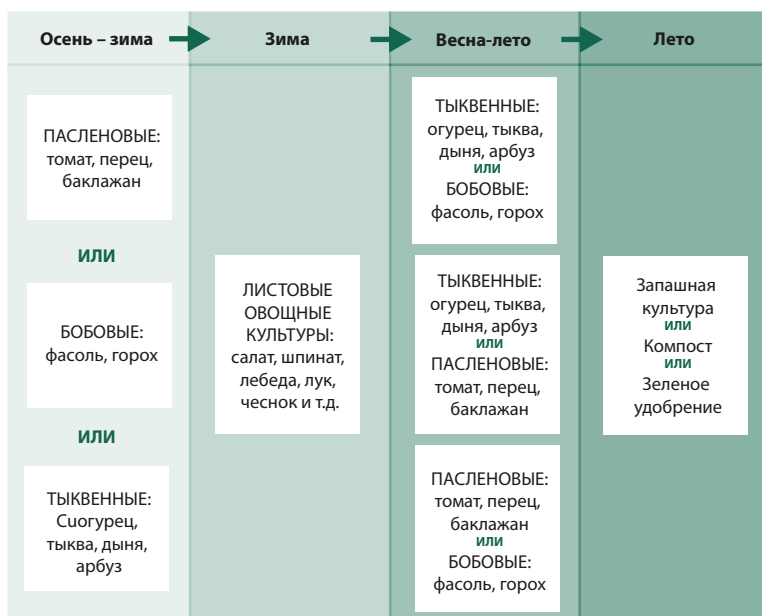 Осень – зима
Зима
Весна-лето
Лето
ПАСЛЕНОВЫЕ:
томат, перец,
баклажан
ИЛИ
БОБОВЫЕ:
фасоль, горох
ИЛИ
ТЫКВЕННЫЕ:
Cuогурец,
тыква, дыня,
арбуз
ЛИСТОВЫЕ
ОВОЩНЫЕ
КУЛЬТУРЫ:
салат, шпинат,
лебеда, лук,
чеснок и т.д.
ТЫКВЕННЫЕ:
огурец, тыква,
дыня, арбуз
ИЛИ
БОБОВЫЕ:
фасоль, горох
ТЫКВЕННЫЕ:
огурец, тыква,
дыня, арбуз
ИЛИ
ПАСЛЕНОВЫЕ:
томат, перец,
баклажан
ПАСЛЕНОВЫЕ:
томат, перец,
баклажан
ИЛИ
БОБОВЫЕ:
фасоль, горох
Запашная
культура
ИЛИ
Компост
ИЛИ
Зеленое
удобрение